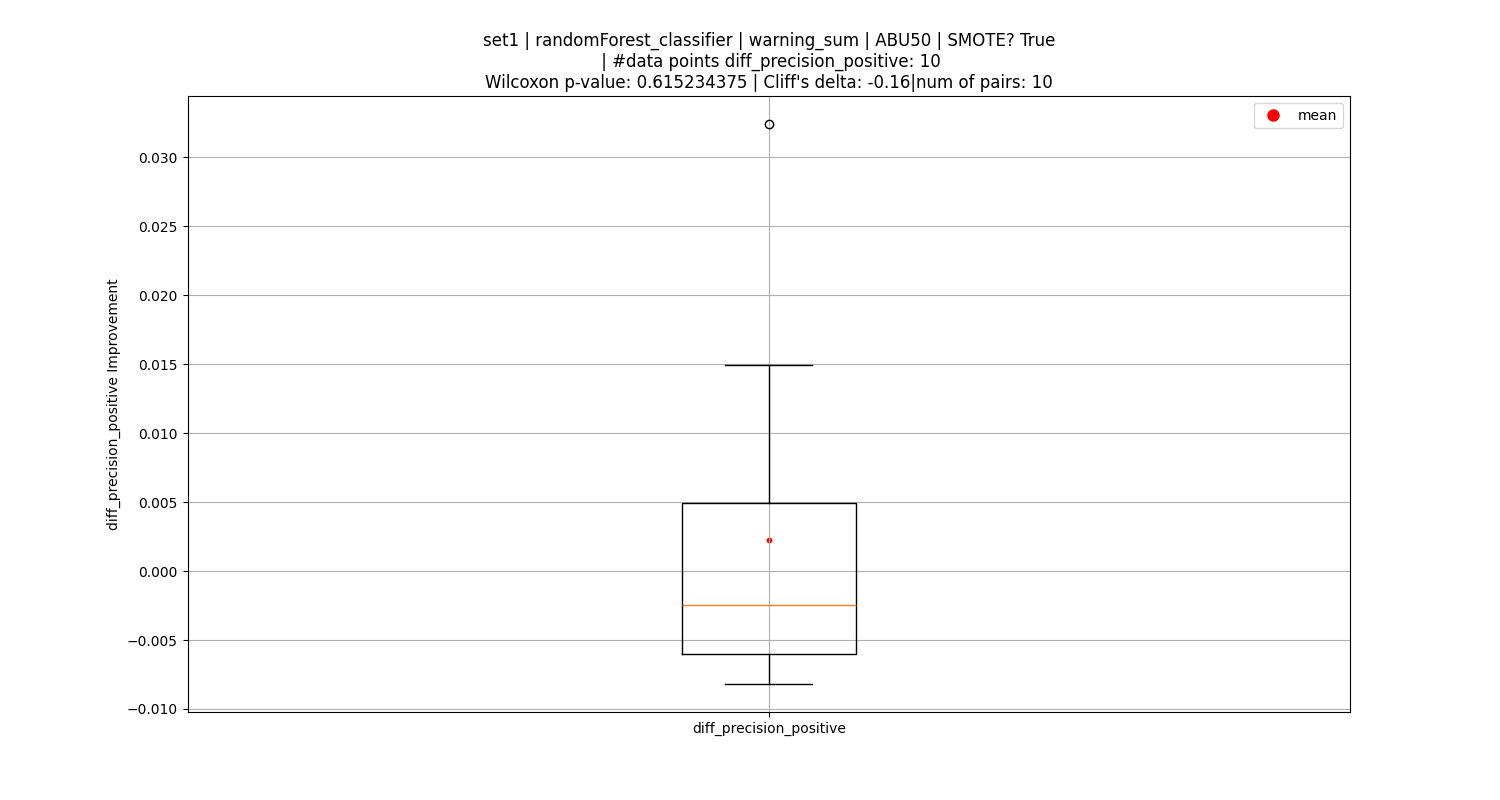 set1 | randomForest_classifier | warning_sum | ABU50 | SMOTE? True
| #data points diff_precision_positive: 10
Wilcoxon p-value: 0.615234375 | Cliff's delta: -0.16|num of pairs: 10
mean
0.030
0.025
0.020
0.015
0.010
0.005
0.000
−0.005
−0.010
diff_precision_positive Improvement
diff_precision_positive